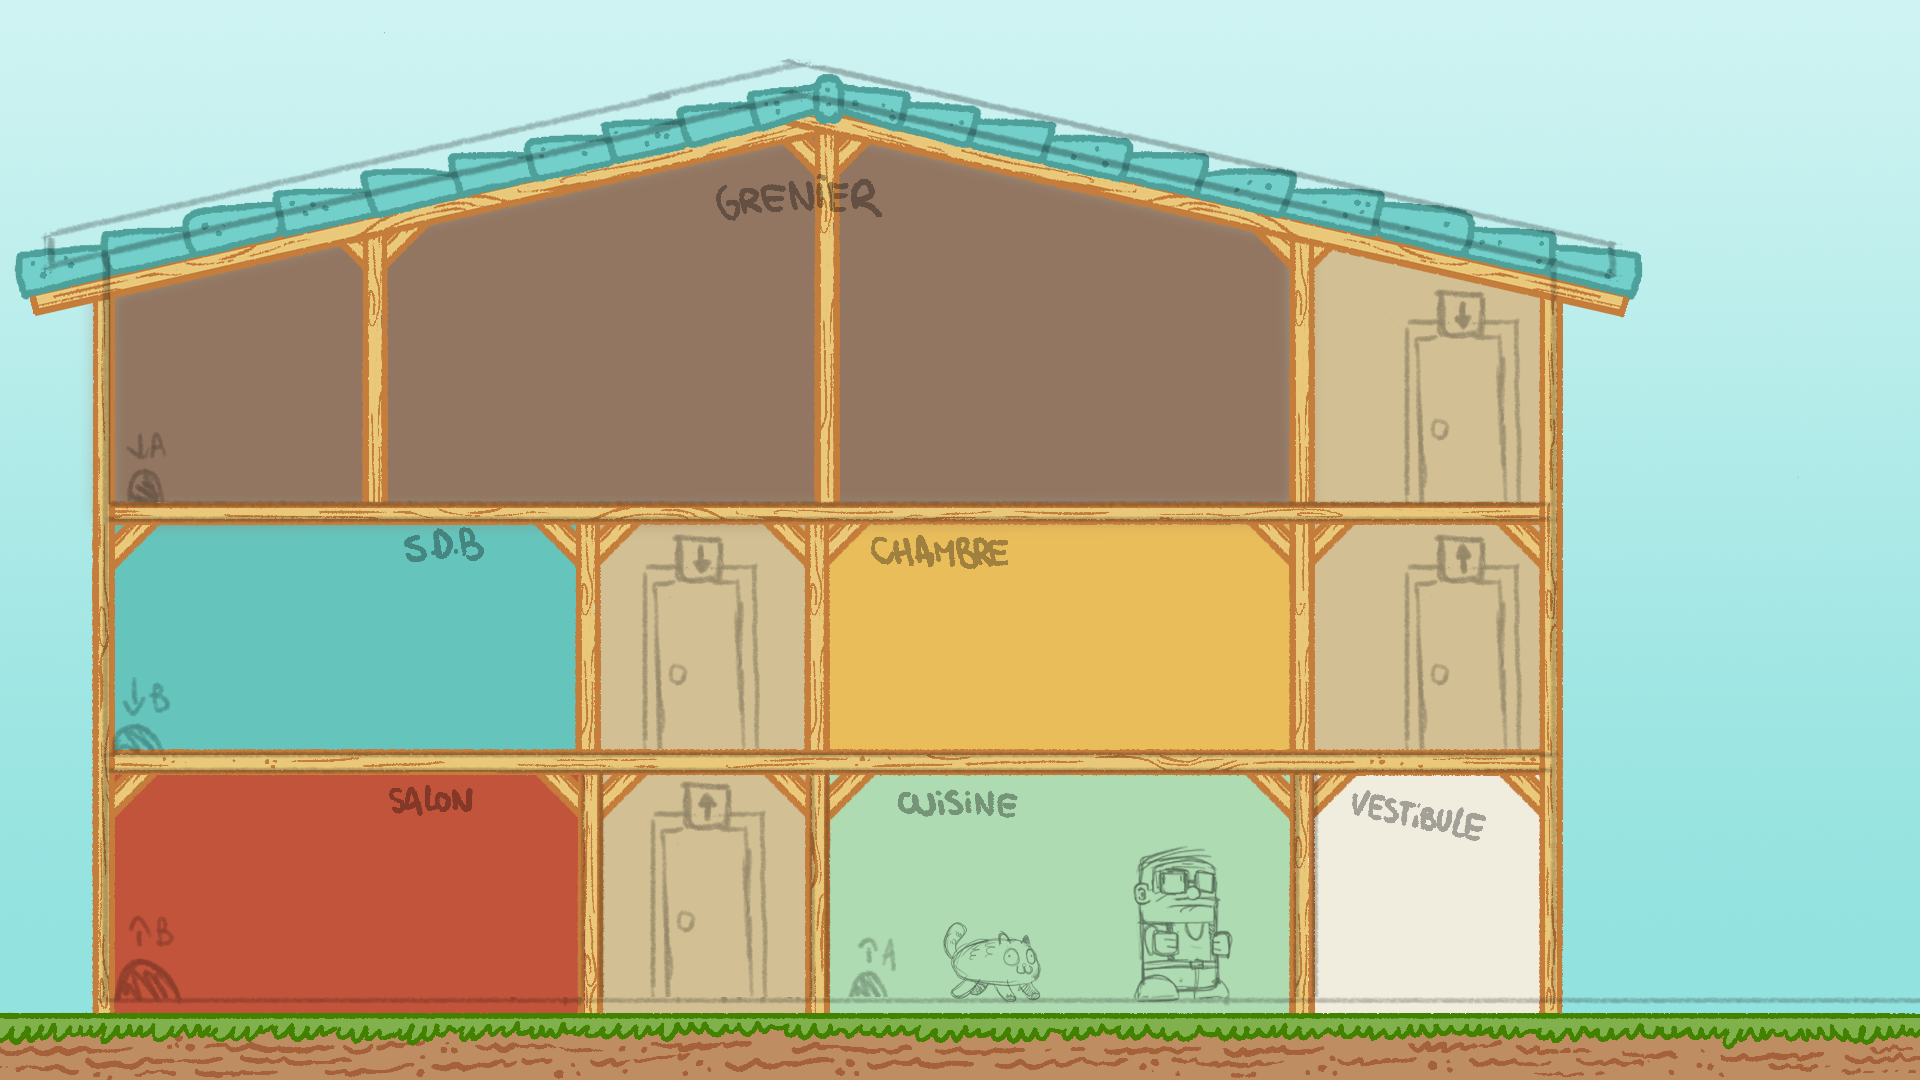 GRENIER
↓A
S.D.B
↓
CHAMBRE
↑
↓
↓B
SALON
↑
CUISINE
VESTIBULE
↑B
↑A